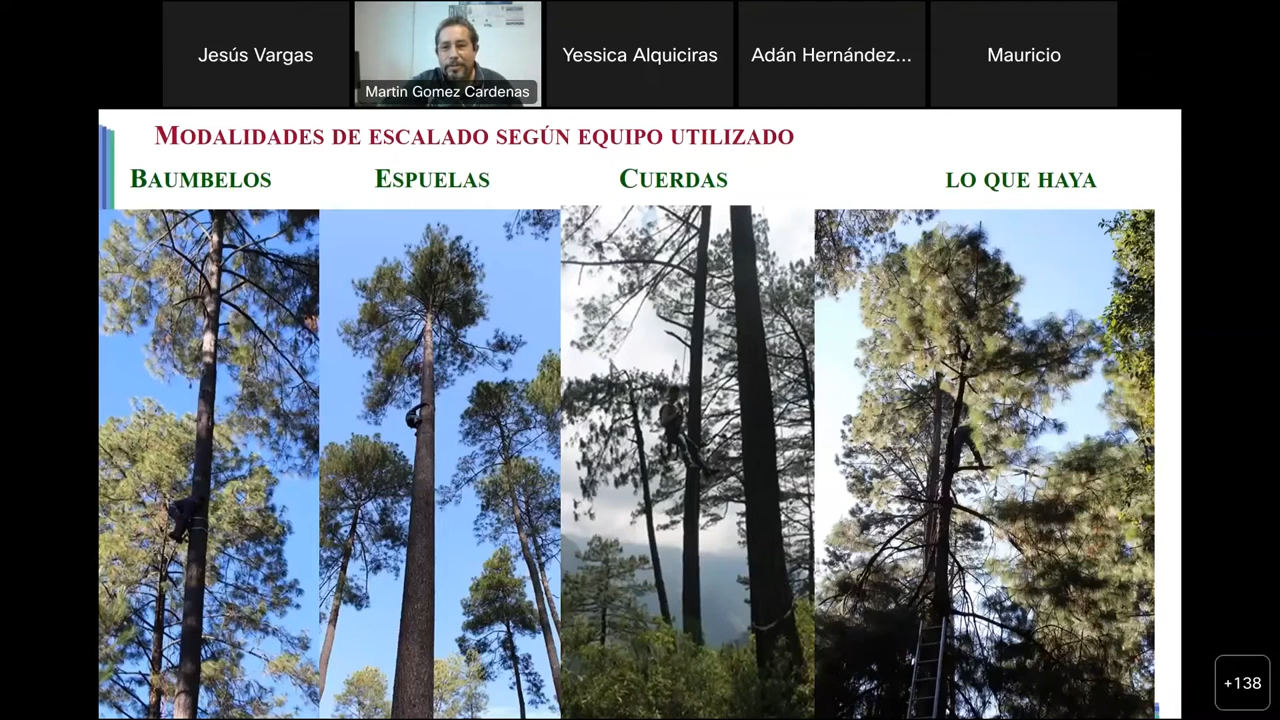 Jesús Vargas
Martin Gomez Cardenas
Yessica Alquiciras
Adán Hernández...
Mauricio
MODALIDADES DE ESCALADO SEGÚN EQUIPO UTILIZADO
BAUMBELOS
ESPUELAS
CUERDAS
LO QUE HAYA
+138